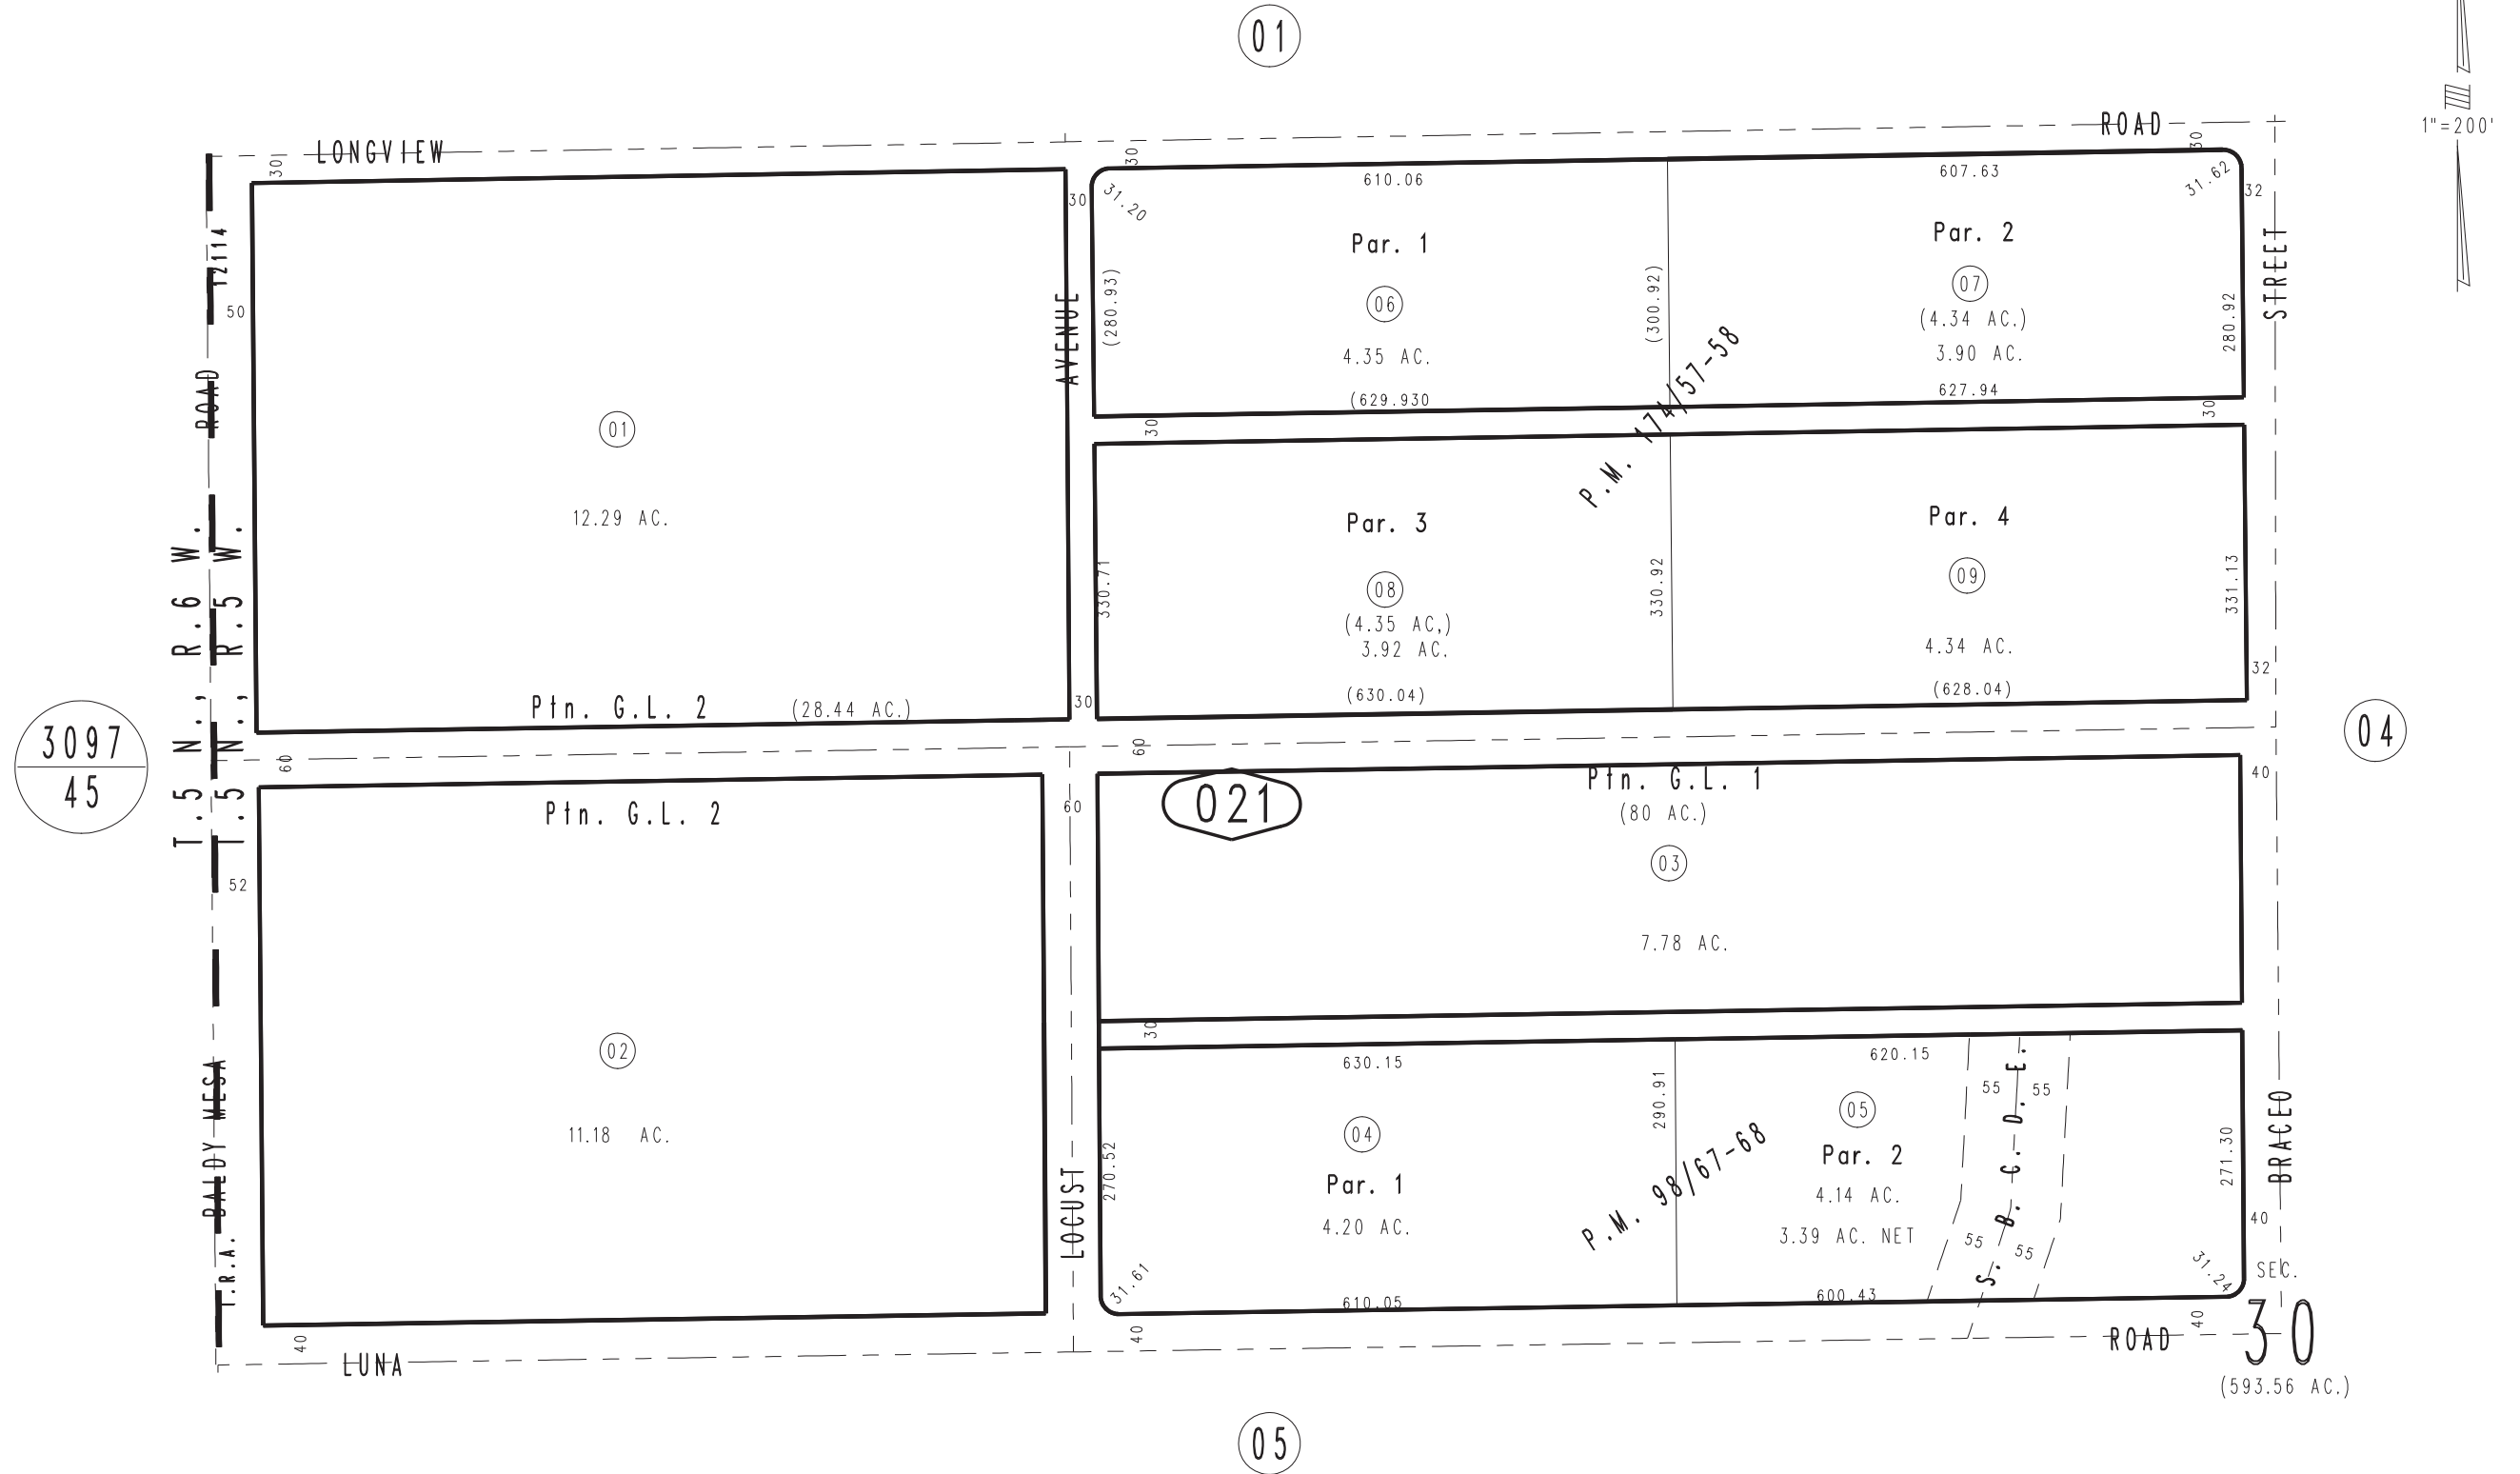 01
1"=200'
LONGVIEW
ROAD
30
30
30
12114
50
ROAD
T.5 N., R.6 W.
T.5 N., R.5 W.
01
12.29 AC.
Ptn. G.L. 2
(28.44 AC.)
30
AVENUE
30
31.20
610.06
(280.93)
Par. 1
06
4.35 AC.
(629.930
(300.92)
607.63
31.62
32
Par. 2
07
(4.34 AC.)
3.90 AC.
627.94
280.92
STREET
P.M. 174/57-58
30
30
Par. 3
08
(4.35 AC,)
3.92 AC.
(630.04)
330.71
330.92
Par. 4
09
4.34 AC.
(628.04)
331.13
32
3097
45
04
60
60
60
52
Ptn. G.L. 2
02
11.18 AC.
BALDY MESA
T.R.A.
021
Ptn. G.L. 1
(80 AC.)
03
7.78 AC.
40
30
630.15
04
Par. 1
4.20 AC.
270.52
31.61
610.05
290.91
P.M. 98/67-68
620.15
05
Par. 2
4.14 AC.
3.39 AC. NET
600.43
55
55
55
55
S. B. C. D. E.
271.30
31.24
BRACEO
40
LOCUST
SEC.
30
(593.56 AC.)
40
40
40
LUNA
ROAD
05